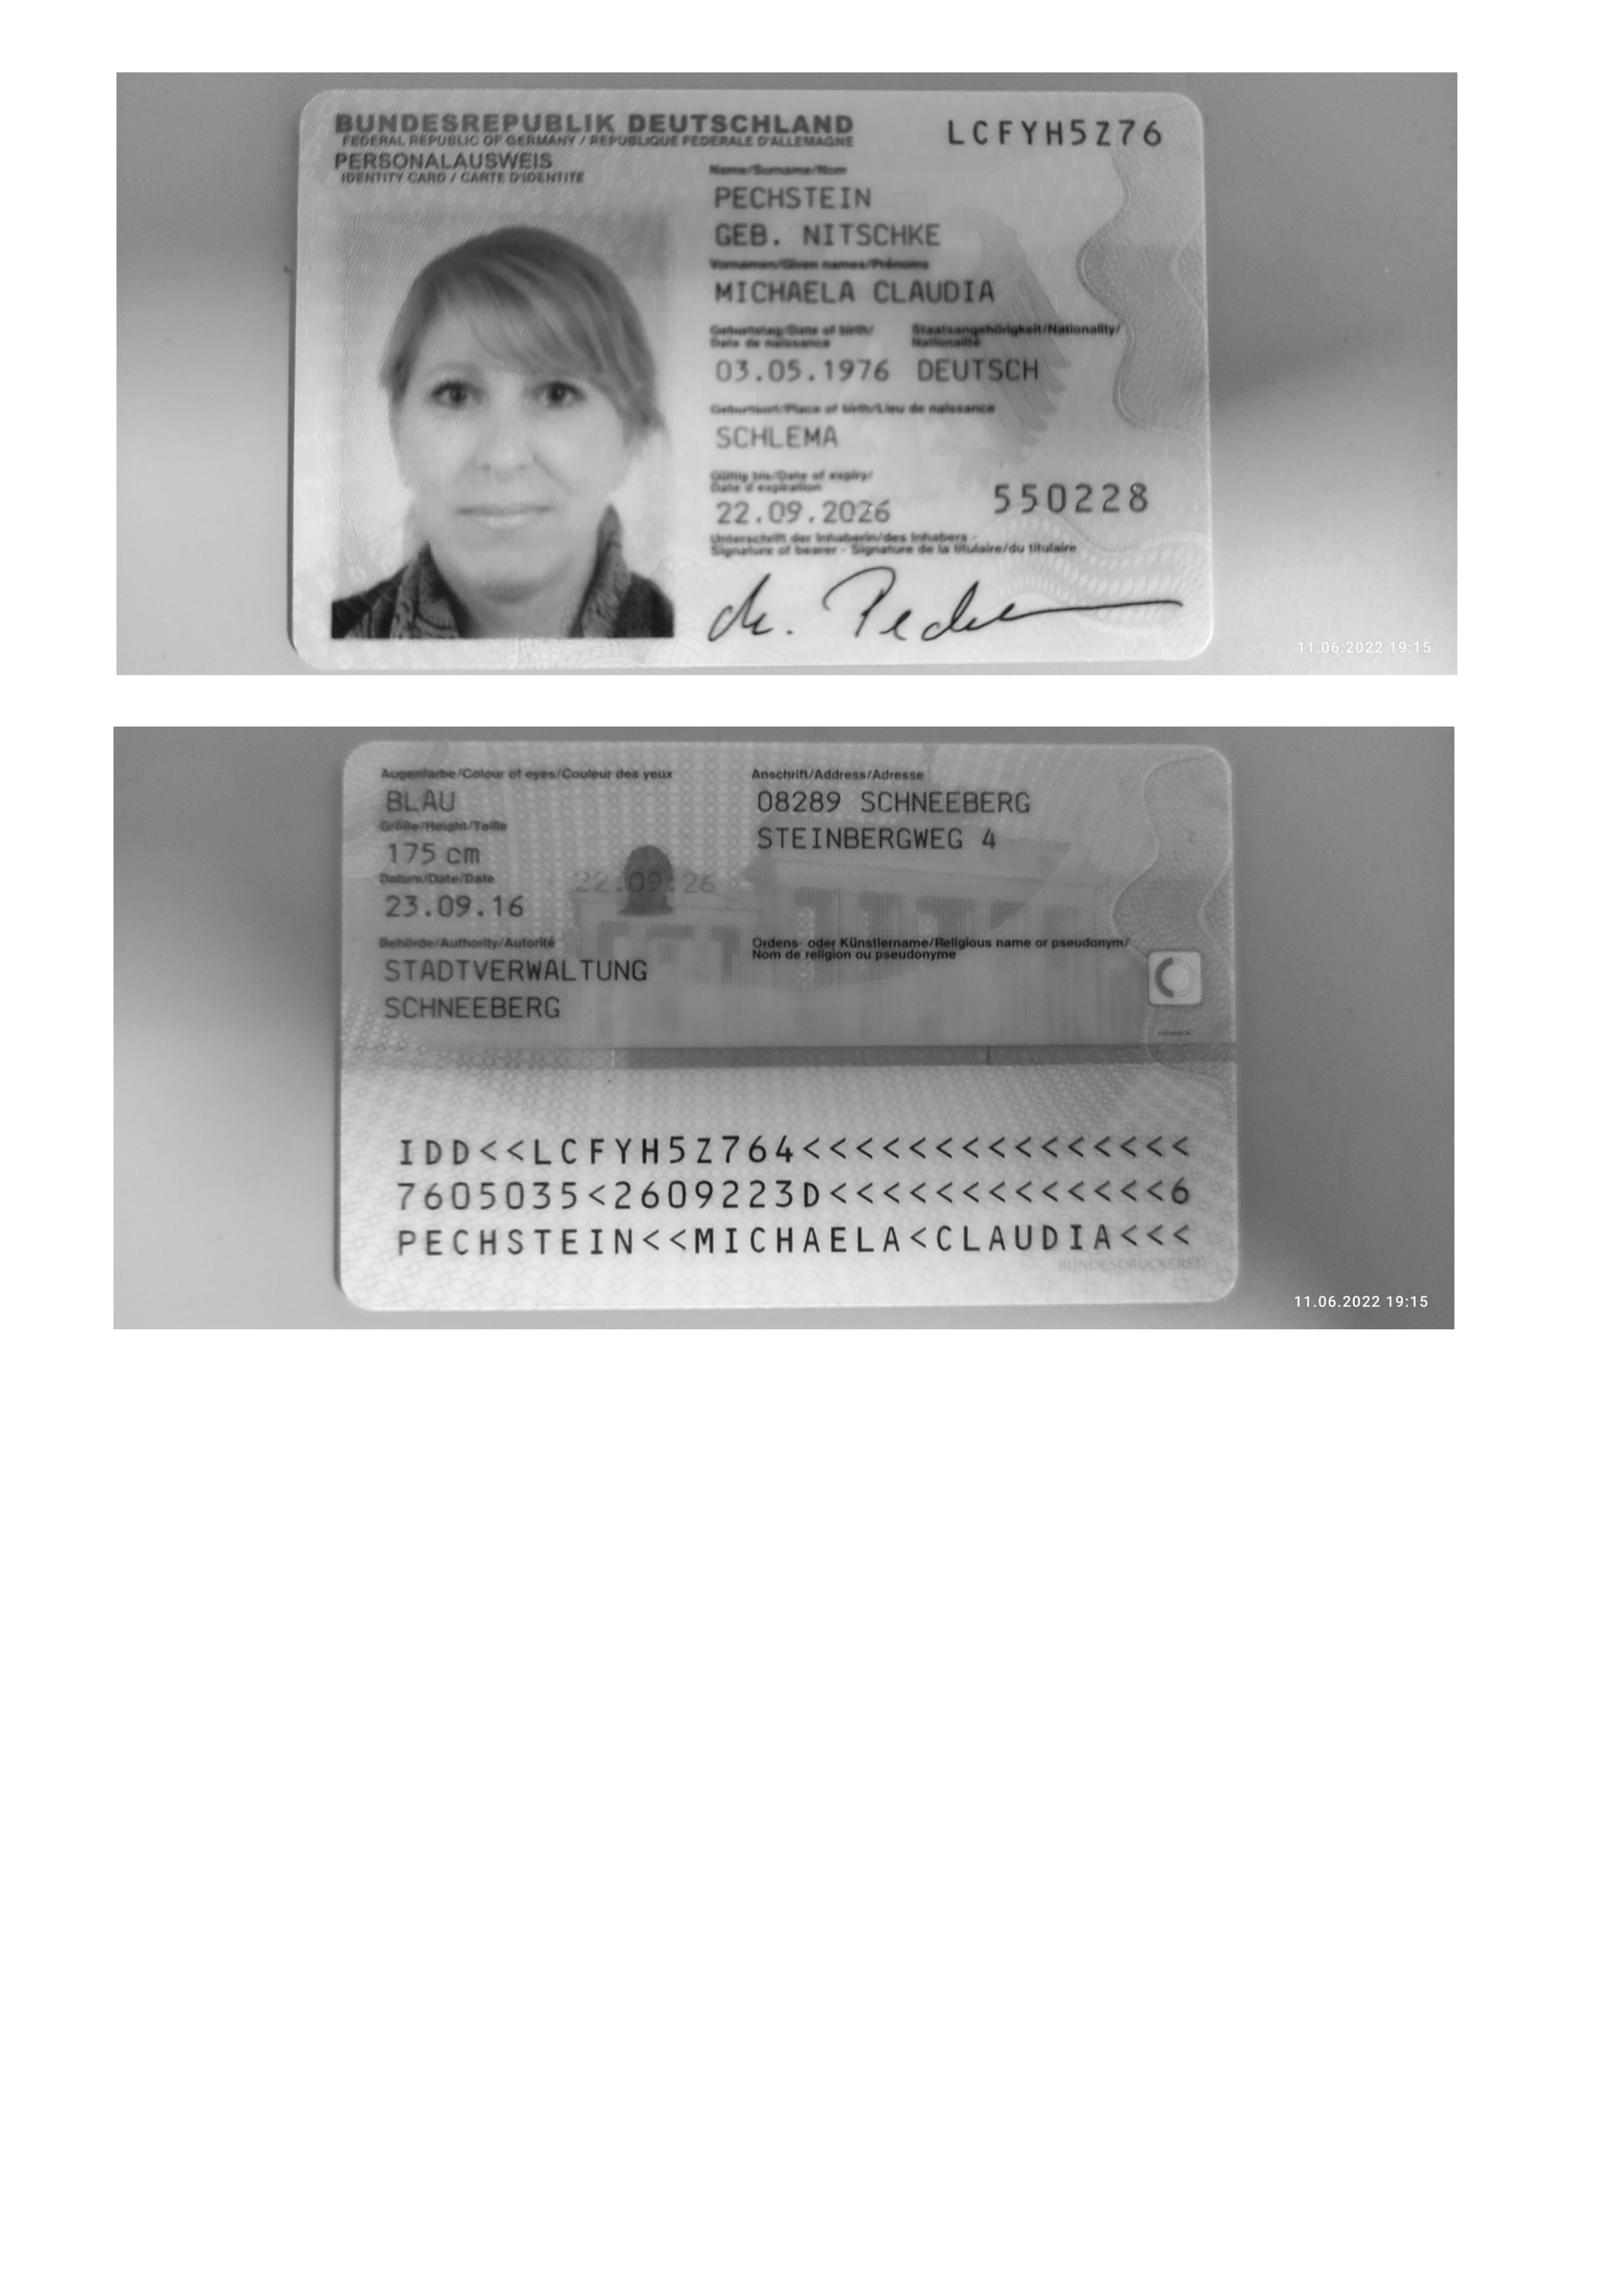 BUNDESREPUBLIK DEUTSCHLAND
FEDERAL REPUBLIC OF GERMANY / REPUBLIQUE FEDERALE D'ALLEMAGNE
PERSONALAUSWEIS
IDENTITY CARD / CARTE D'IDENTITE
LCFYH5Z76
Name/Surname/Nom
PECHSTEIN
GEB. NITSCHKE
Vornamen/Given names/Prénoms
MICHAELA CLAUDIA
Geburtstag/Date of birth/
Date de naissance
Staatsangehörigkeit/Nationality/
Nationalité
03.05.1976 DEUTSCH
Geburtsort/Place of birth/Lieu de naissance
SCHLEMA
Gültig bis/Date of expiry/
Date d'expiration
22.09.2026
550228
Unterschrift der Inhaberin/des Inhabers -
Signature of bearer - Signature de la titulaire/du titulaire
11.06.2022 19:15
Augenfarbe/Colour of eyes/Couleur des yeux
BLAU
Größe/Height/Taille
175 cm
Datum/Date/Date
23.09.16
22.09.26
Behörde/Authority/Autorité
STADTVERWALTUNG
SCHNEEBERG
Anschrift/Address/Adresse
08289 SCHNEEBERG
STEINBERGWEG 4
Ordens- oder Künstlername/Religious name or pseudonym/
Nom de religion ou pseudonyme
IDD<<LCFYH5Z764<<<<<<<<<<<<<<<
7605035<2609223D<<<<<<<<<<<<<6
PECHSTEIN<<MICHAELA<CLAUDIA<<<
BUNDESDRUCKEREI
11.06.2022 19:15